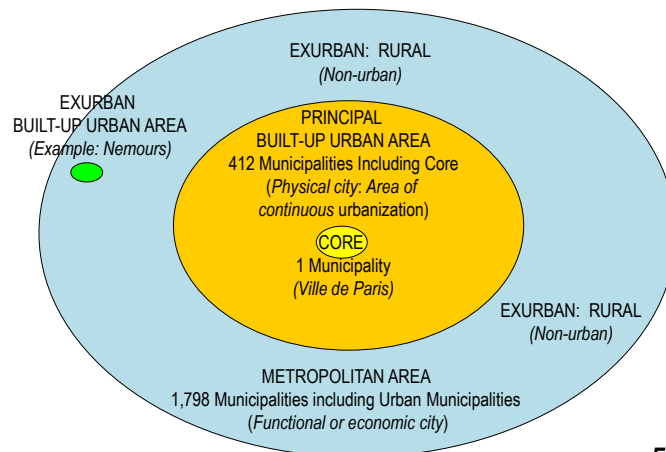 EXURBAN: RURAL
(Non-urban)
EXURBAN
BUILT-UP URBAN AREA
(Example: Nemours)
PRINCIPAL
BUILT-UP URBAN AREA
412 Municipalities Including Core
(Physical city: Area of
continuous urbanization)
CORE
1 Municipality
(Ville de Paris)
EXURBAN: RURAL
(Non-urban)
METROPOLITAN AREA
1,798 Municipalities including Urban Municipalities
(Functional or economic city)